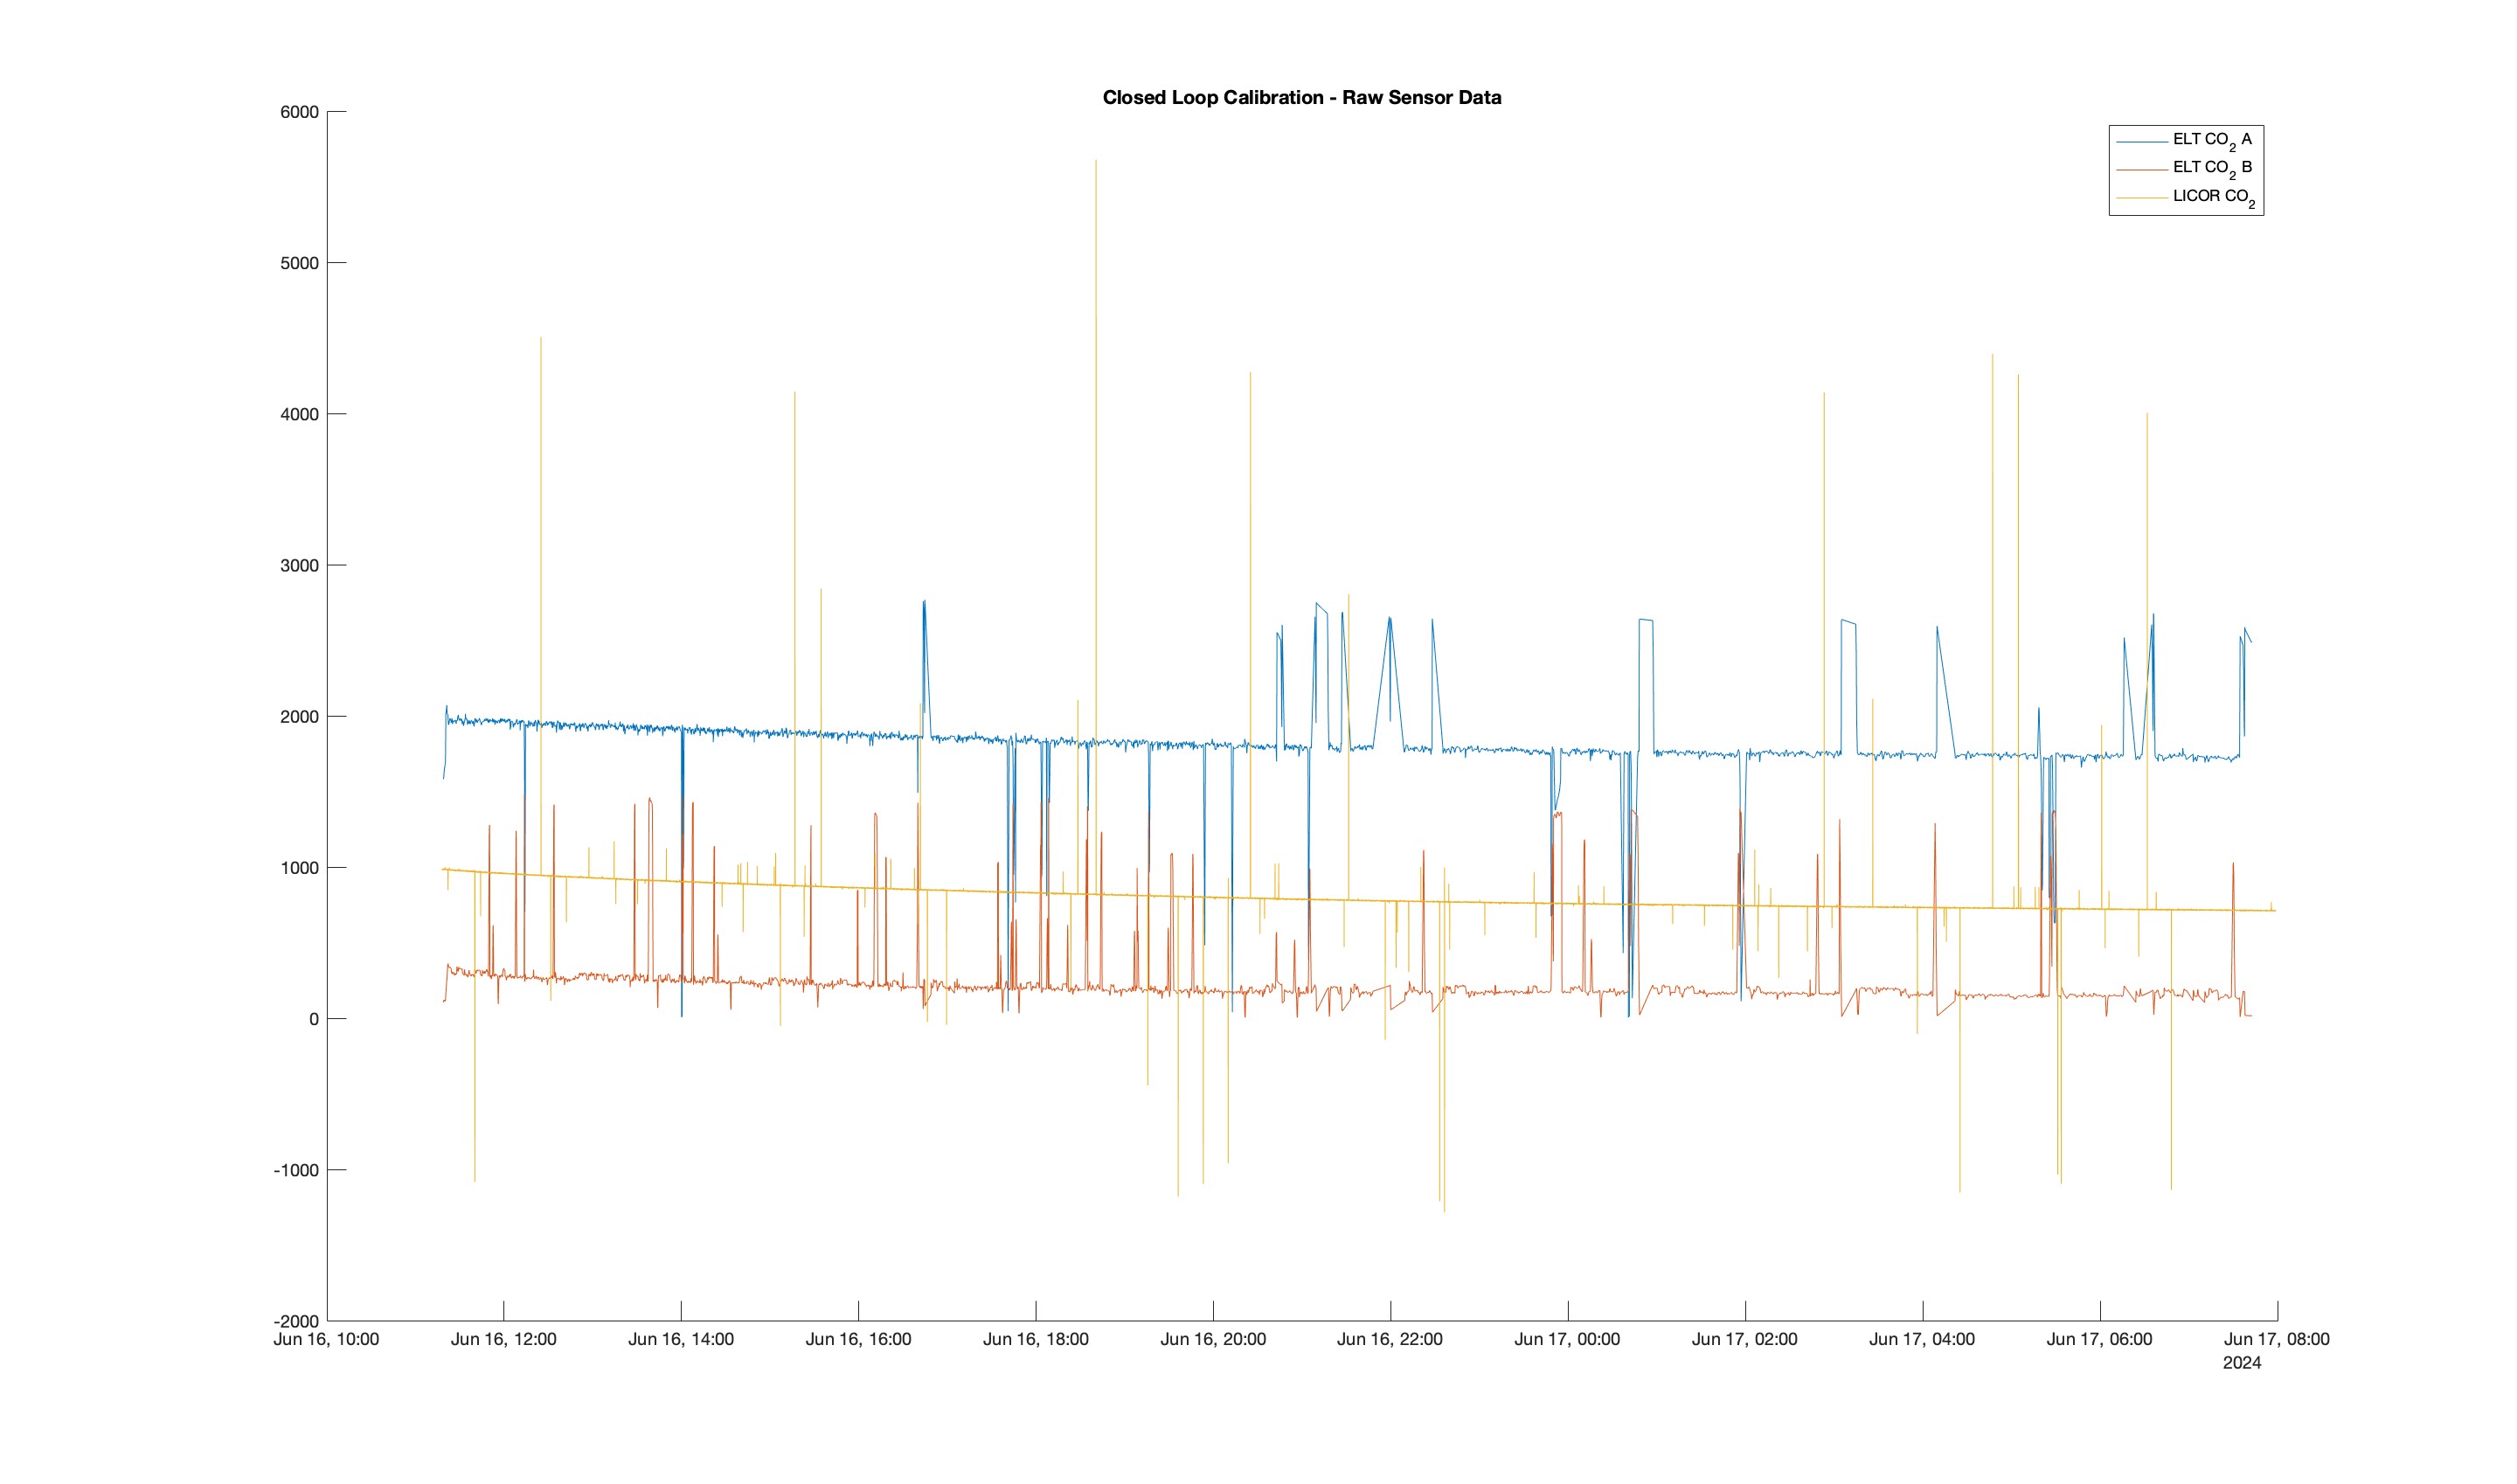 Closed Loop Calibration - Raw Sensor Data
6000
5000
4000
3000
2000
1000
0
-1000
-2000
ELT CO2 A
ELT CO2 B
LICOR CO2
Jun 16, 10:00 Jun 16, 12:00 Jun 16, 14:00 Jun 16, 16:00 Jun 16, 18:00 Jun 16, 20:00 Jun 16, 22:00 Jun 17, 00:00 Jun 17, 02:00 Jun 17, 04:00 Jun 17, 06:00 Jun 17, 08:00
2024